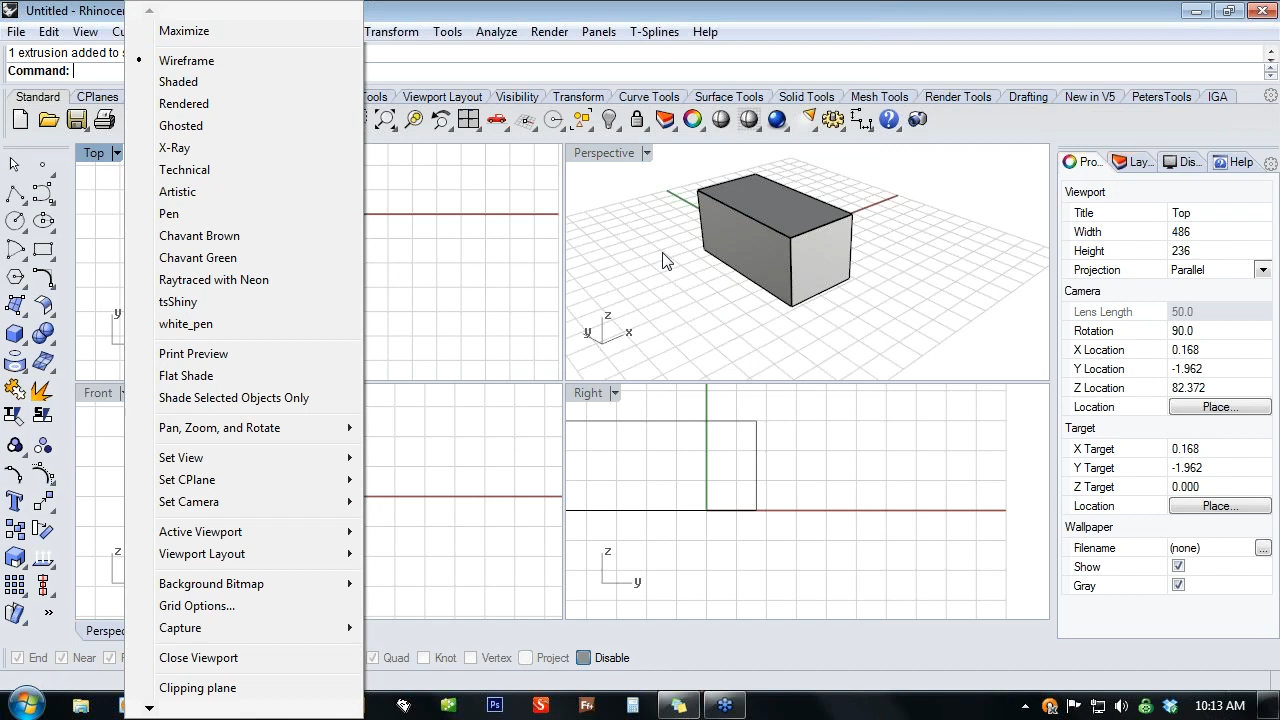 Untitled - Rhinocer
File Edit View Cu
Transform Tools Analyze Render Panels T-Splines Help
1 extrusion added to s
Command:
Standard CPlanes
Tools Viewport Layout Visibility Transform Curve Tools Surface Tools Solid Tools Mesh Tools Render Tools Drafting New in V5 PetersTools IGA
Maximize
Wireframe
Shaded
Rendered
Ghosted
X-Ray
Technical
Artistic
Pen
Chavant Brown
Chavant Green
Raytraced with Neon
tsShiny
white_pen
Print Preview
Flat Shade
Shade Selected Objects Only
Pan, Zoom, and Rotate
Set View
Set CPlane
Set Camera
Active Viewport
Viewport Layout
Background Bitmap
Grid Options...
Capture
Close Viewport
Clipping plane
Top
y
Perspective
z
y x
Front
z
Right
z
y
Perspe
Pro... Lay... Dis... Help
Viewport
Title Top
Width 486
Height 236
Projection Parallel
Camera
Lens Length 50.0
Rotation 90.0
X Location 0.168
Y Location -1.962
Z Location 82.372
Location Place...
Target
X Target 0.168
Y Target -1.962
Z Target 0.000
Location Place...
Wallpaper
Filename (none) ...
Show
Gray
End Near Quad Knot Vertex Project Disable
Ps S
10:13 AM